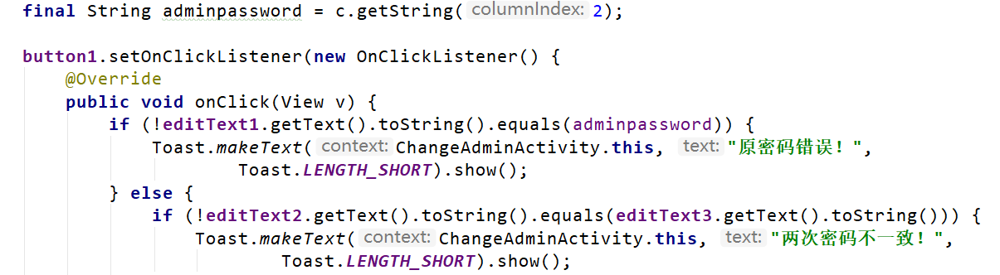 final String adminpassword = c.getString( columnIndex: 2);
button1.setOnClickListener(new OnClickListener() {
@Override
public void onClick(View v) {
if (!editText1.getText().toString().equals(adminpassword)) {
Toast.makeText( context: ChangeAdminActivity.this, text: "原密码错误！",
Toast.LENGTH_SHORT).show();
} else {
if (!editText2.getText().toString().equals(editText3.getText().toString())) {
Toast.makeText( context: ChangeAdminActivity.this, text: "两次密码不一致！",
Toast.LENGTH_SHORT).show();